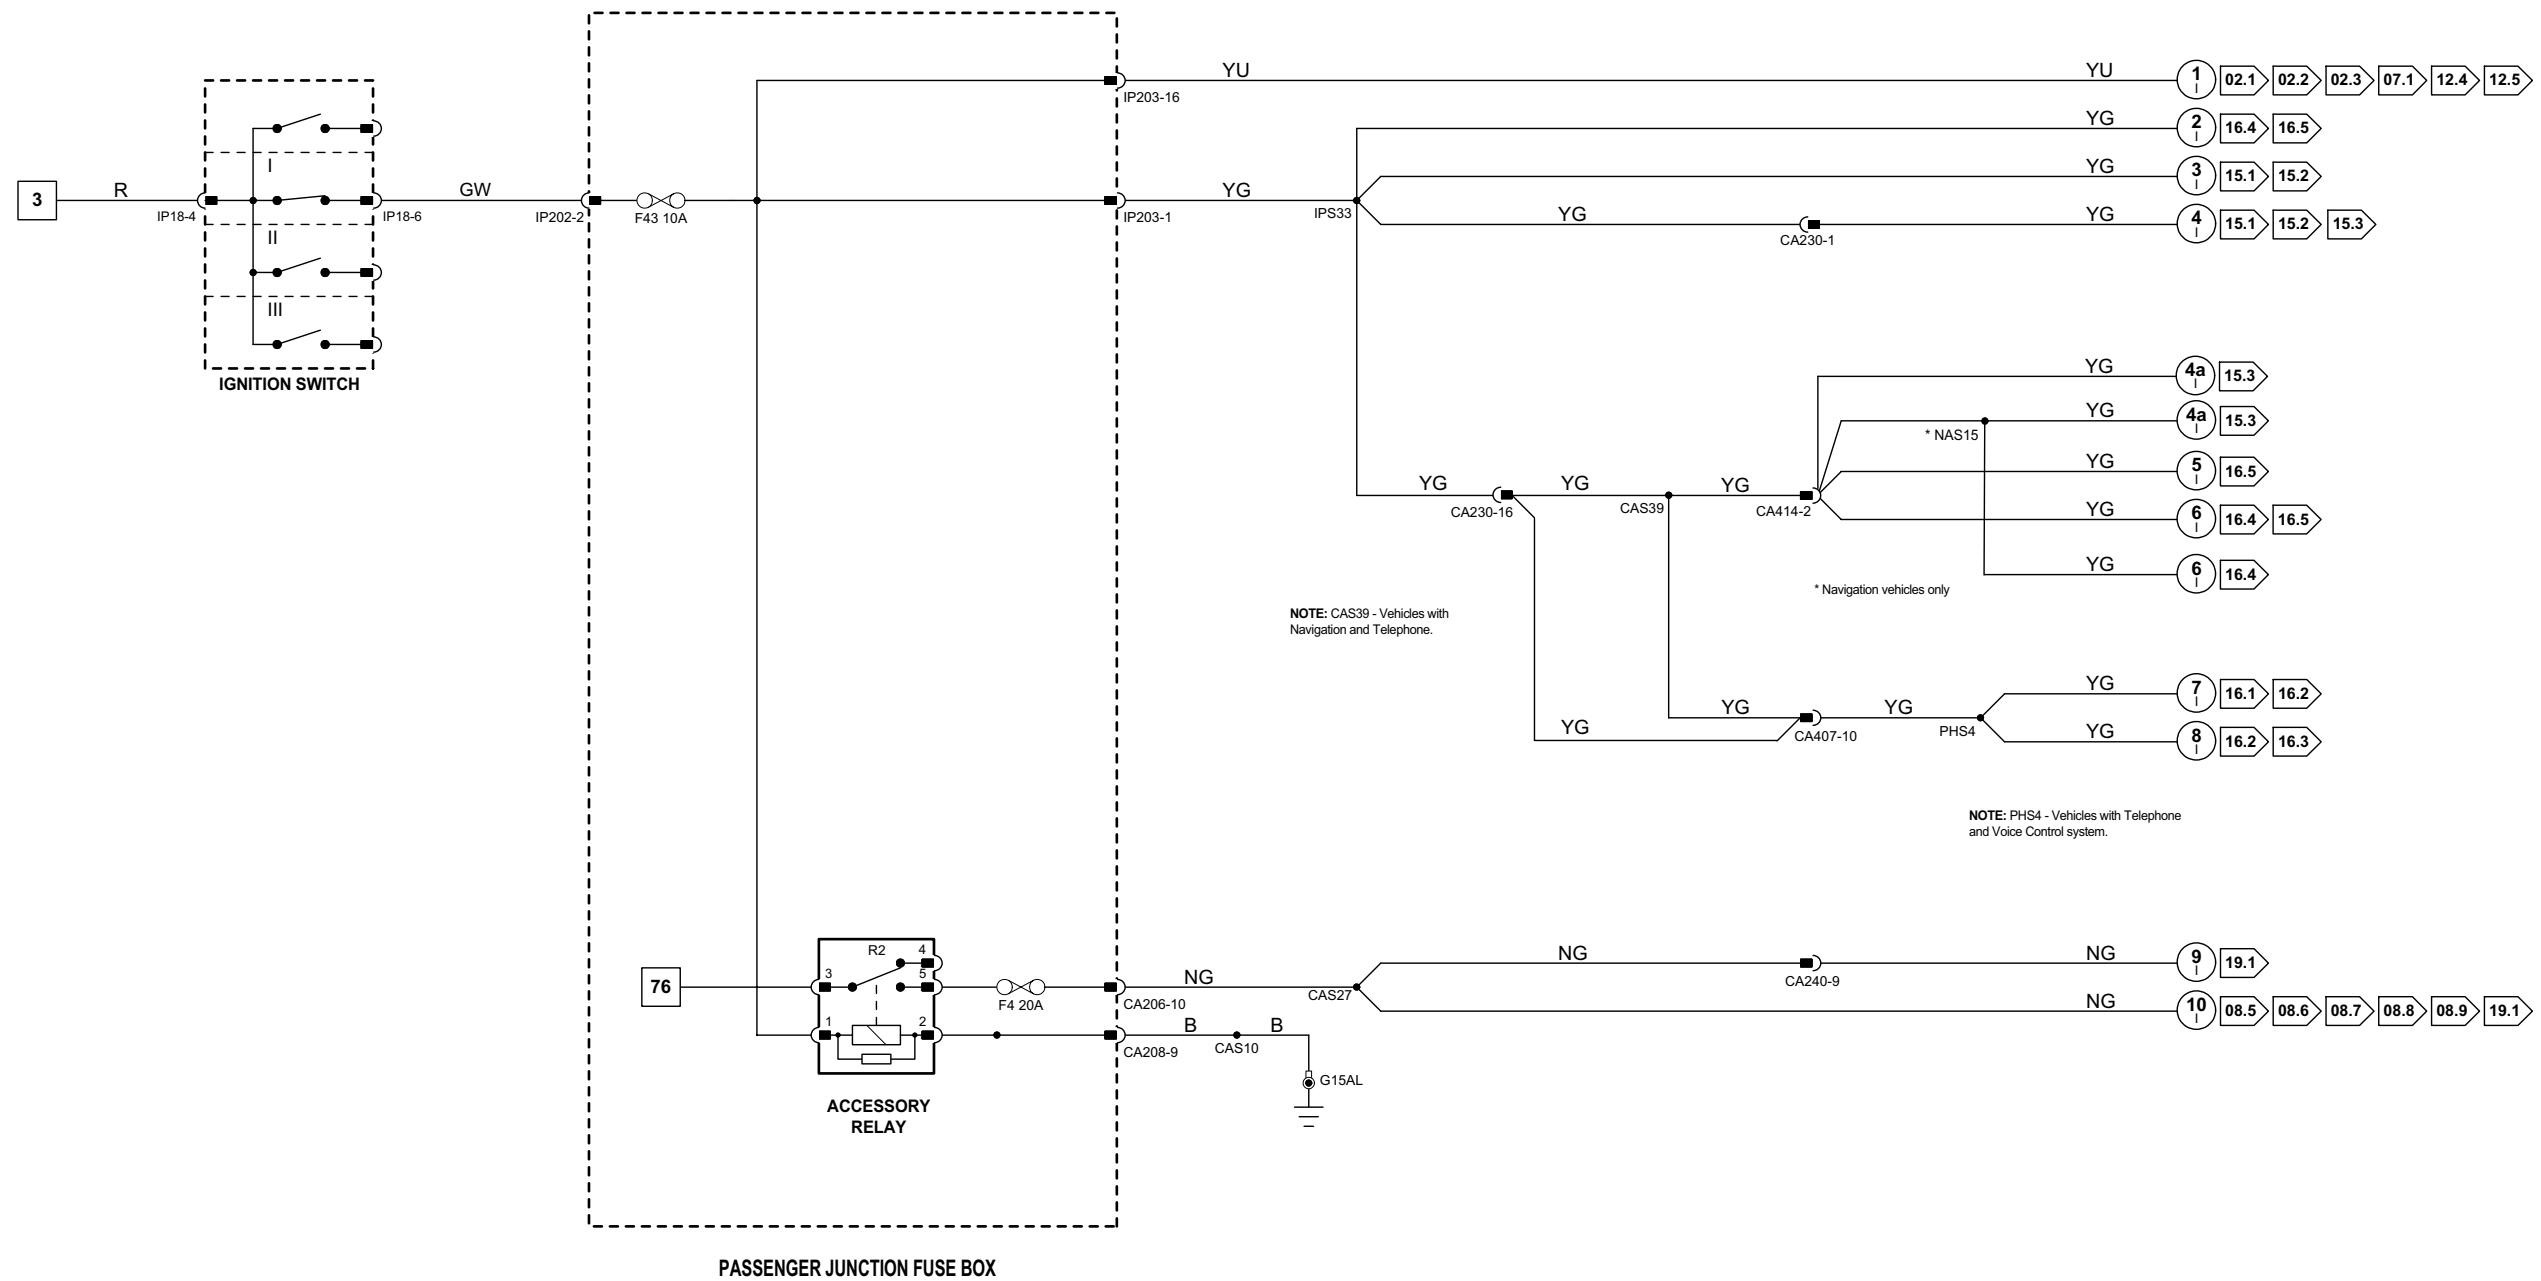 YU
YU
1
I
02.1
02.2
02.3
07.1
12.4
12.5
IP203-16
YG
2
I
16.4
16.5
I
YG
3
I
15.1
15.2
3
R
IP18-4
IP18-6
GW
IP202-2
F43 10A
IP203-1
YG
IPS33
YG
CA230-1
YG
4
I
15.1
15.2
15.3
II
III
IGNITION SWITCH
YG
4a
I
15.3
YG
4a
I
15.3
* NAS15
YG
5
I
16.5
YG
CA230-16
YG
CAS39
YG
CA414-2
YG
6
I
16.4
16.5
YG
6
I
16.4
* Navigation vehicles only
NOTE: CAS39 - Vehicles with
Navigation and Telephone.
YG
7
I
16.1
16.2
YG
YG
CA407-10
YG
PHS4
YG
8
I
16.2
16.3
NOTE: PHS4 - Vehicles with Telephone
and Voice Control system.
R2
4
3
5
76
F4 20A
NG
CA206-10
CAS27
NG
CA240-9
NG
9
I
19.1
NG
10
I
08.5
08.6
08.7
08.8
08.9
19.1
1
2
B
B
CA208-9
CAS10
G15AL
ACCESSORY
RELAY
PASSENGER JUNCTION FUSE BOX